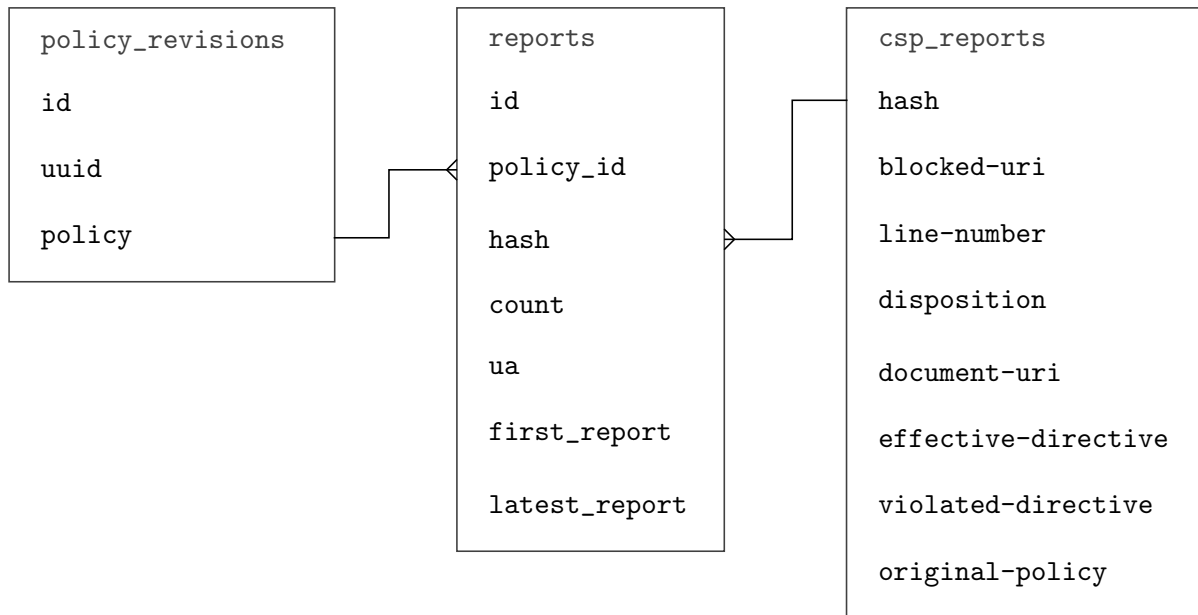 policy_revisions
id
uuid
policy
reports
id
policy_id
hash
count
ua
first_report
latest_report
csp_reports
hash
blocked-uri
line-number
disposition
document-uri
effective-directive
violated-directive
original-policy